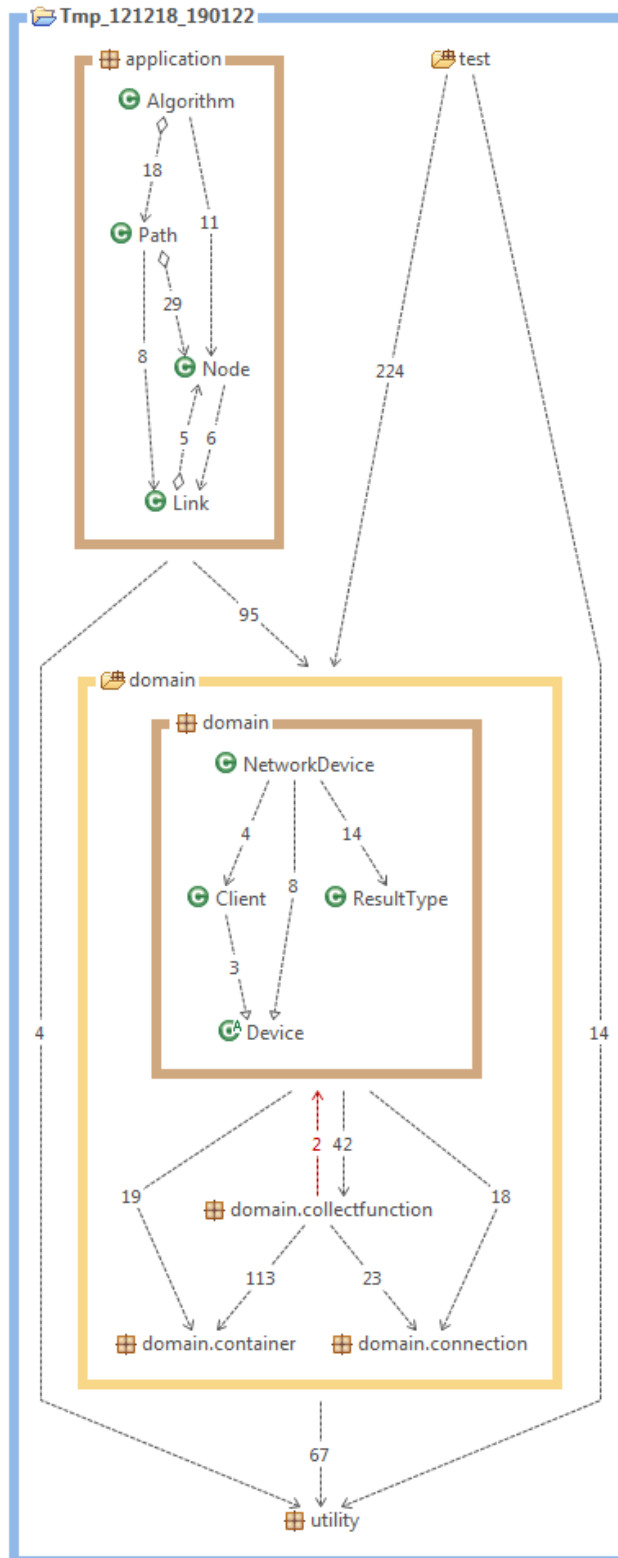 Tmp_121218_190122
application
test
Algorithm
18
11
Path
29
8
224
Node
5
6
Link
95
domain
domain
NetworkDevice
4
14
8
Client
ResultType
3
Device
4
14
2
42
19
18
domain.collectfunction
113
23
domain.container
domain.connection
67
utility